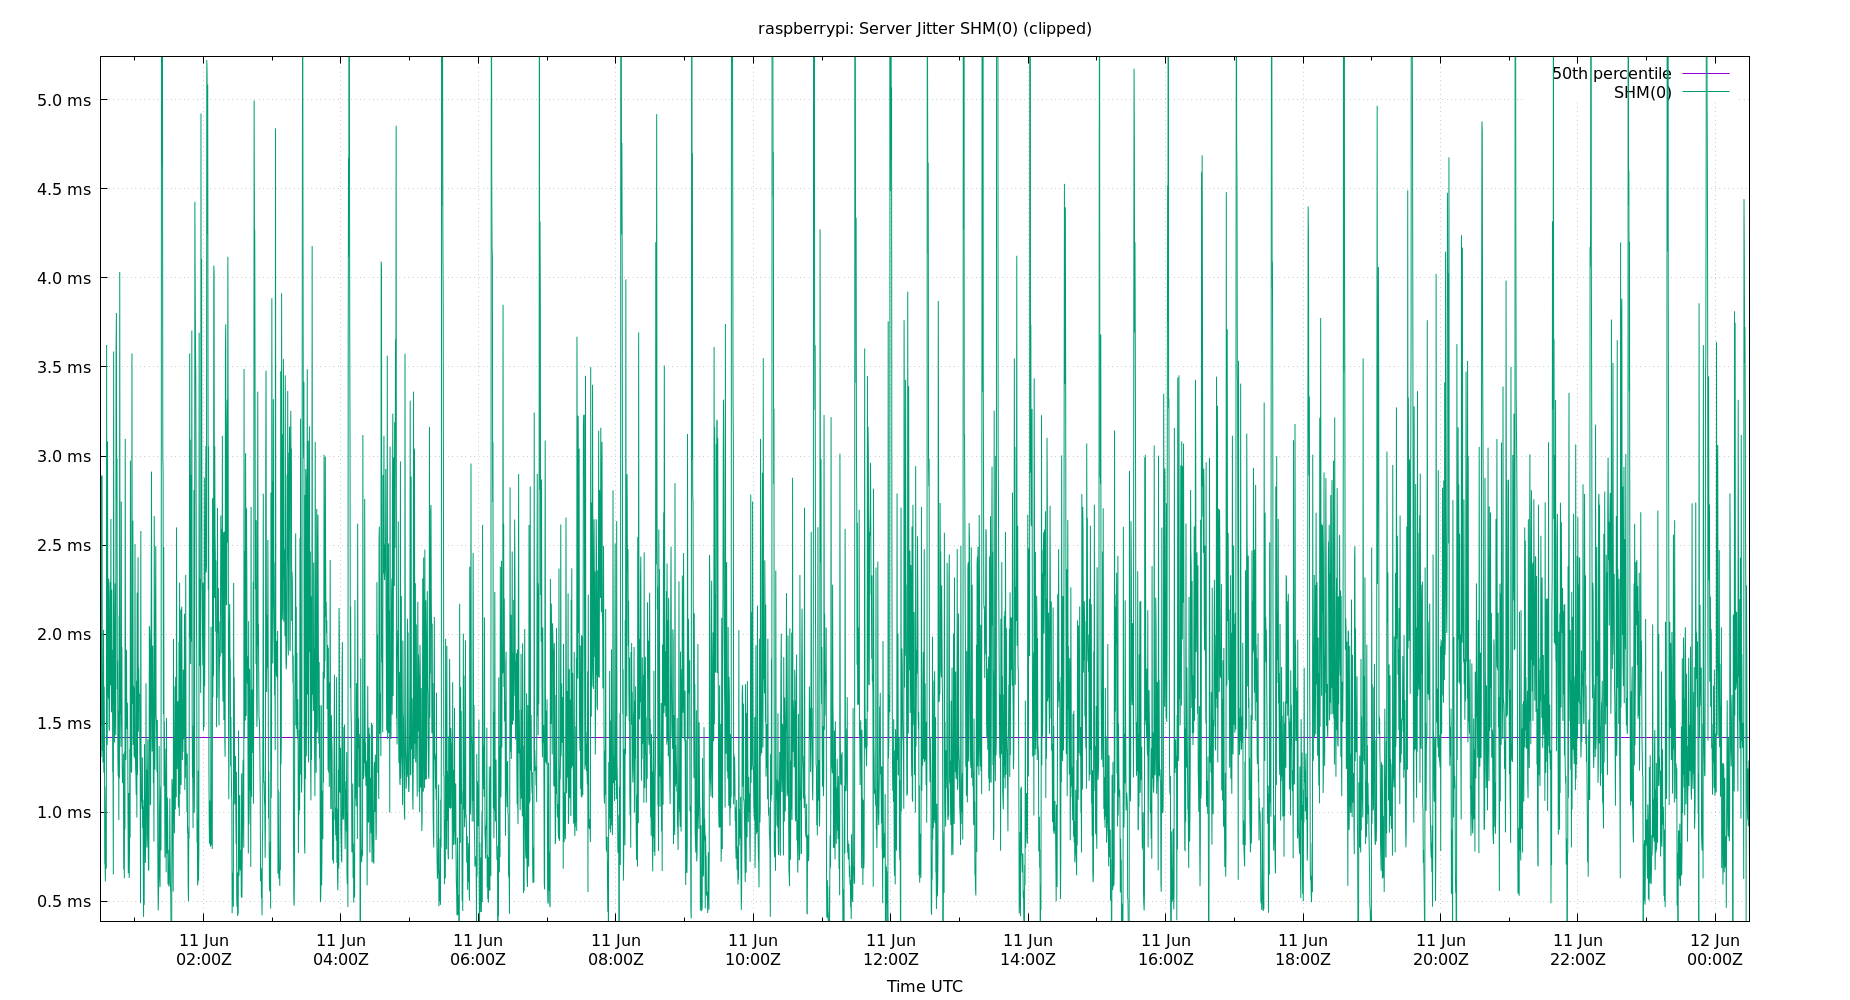 raspberrypi: Server Jitter SHM(0) (clipped)
50th percentile
SHM(0)
5.0 ms
4.5 ms
4.0 ms
3.5 ms
3.0 ms
2.5 ms
2.0 ms
1.5 ms
1.0 ms
0.5 ms
11 Jun 11 Jun 11 Jun 11 Jun 11 Jun 11 Jun 11 Jun 11 Jun 11 Jun 11 Jun 11 Jun 12 Jun
02:00Z 04:00Z 06:00Z 08:00Z 10:00Z 12:00Z 14:00Z 16:00Z 18:00Z 20:00Z 22:00Z 00:00Z
Time UTC